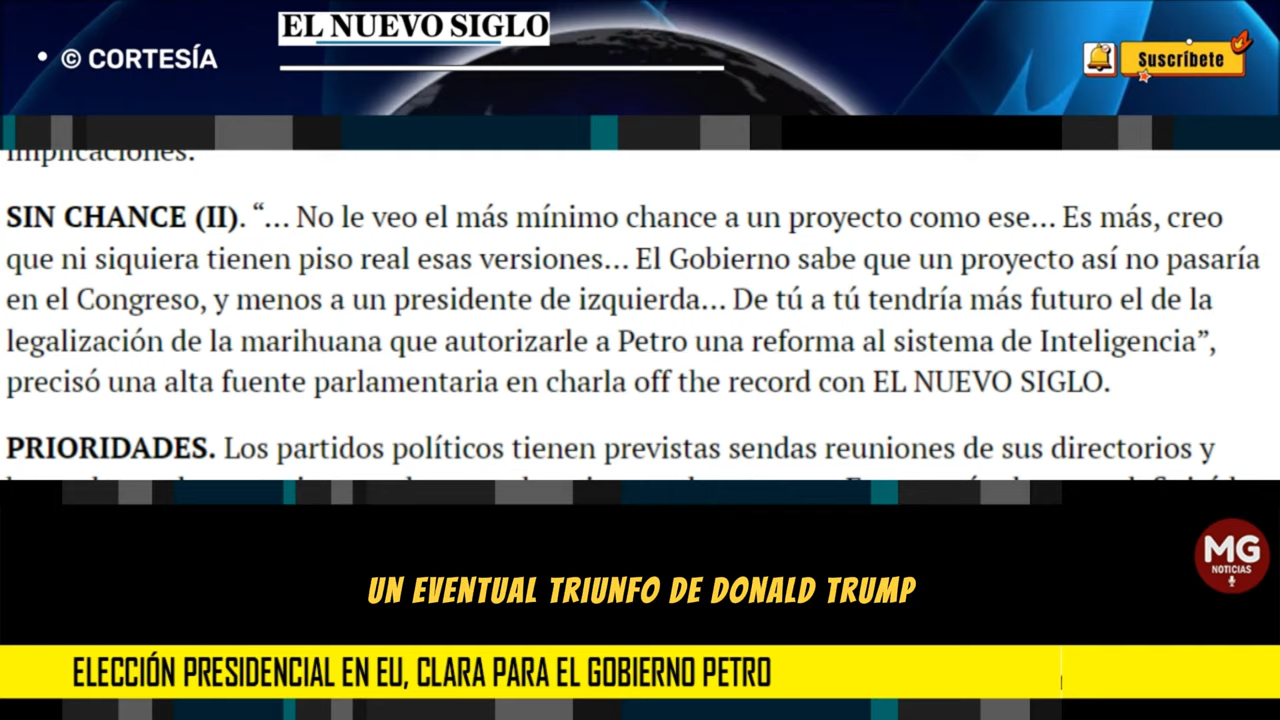 EL NUEVO SIGLO
• © CORTESÍA
Suscríbete
implicaciones.
SIN CHANCE (II). “… No le veo el más mínimo chance a un proyecto como ese… Es más, creo
que ni siquiera tienen piso real esas versiones… El Gobierno sabe que un proyecto así no pasaría
en el Congreso, y menos a un presidente de izquierda… De tú a tú tendría más futuro el de la
legalización de la marihuana que autorizarle a Petro una reforma al sistema de Inteligencia”,
precisó una alta fuente parlamentaria en charla off the record con EL NUEVO SIGLO.
PRIORIDADES. Los partidos políticos tienen previstas sendas reuniones de sus directorios y
MG
NOTICIAS
UN EVENTUAL TRIUNFO DE DONALD TRUMP
ELECCIÓN PRESIDENCIAL EN EU, CLARA PARA EL GOBIERNO PETRO